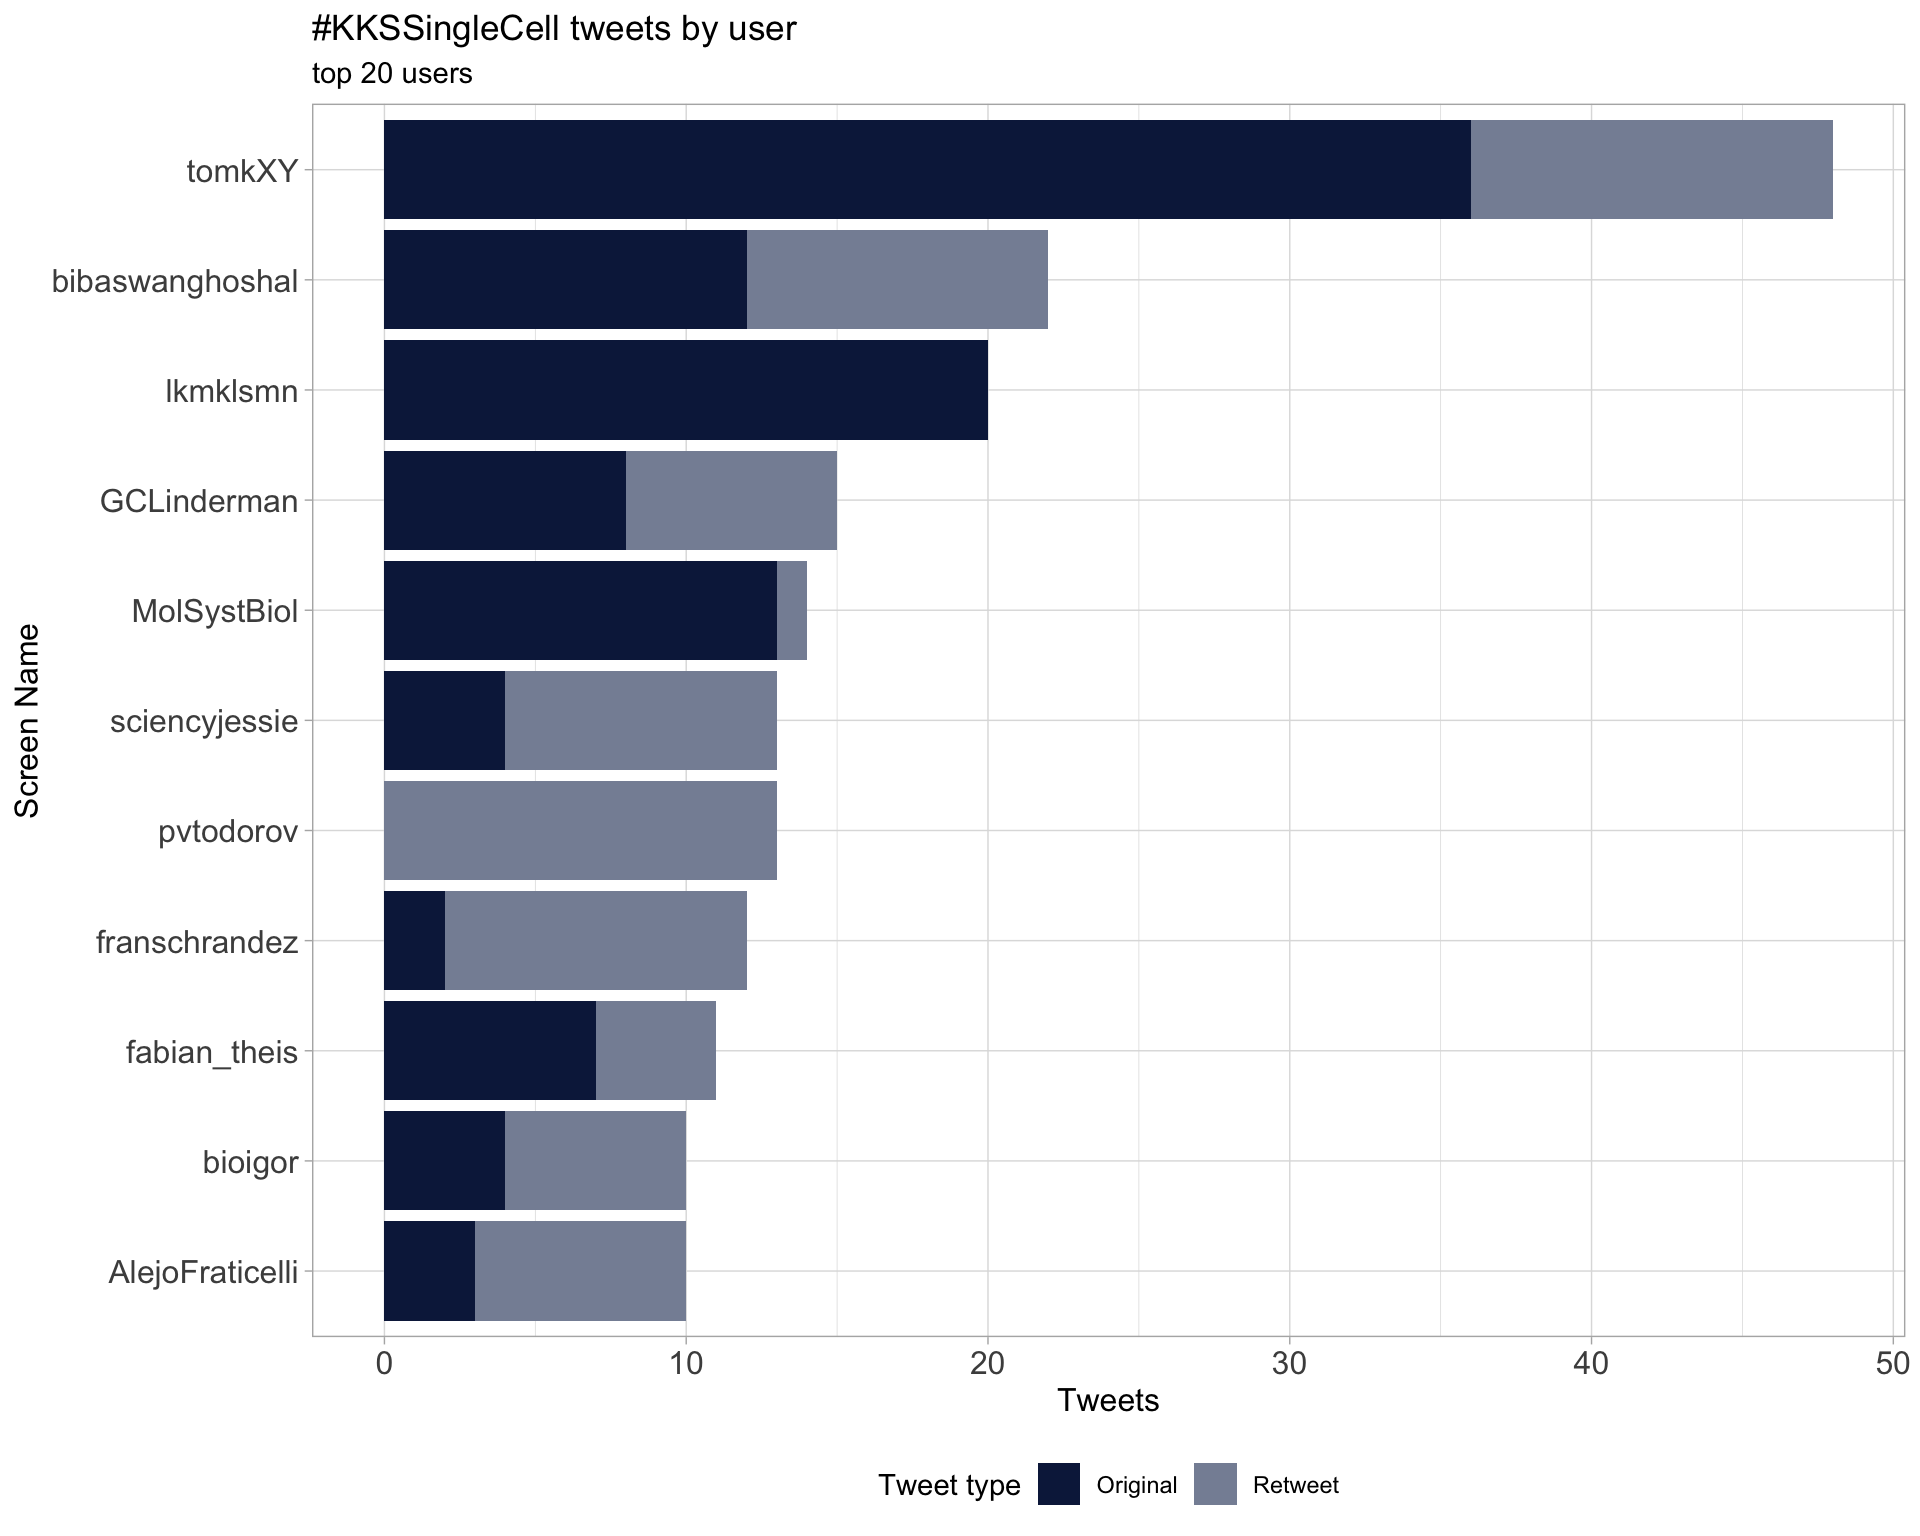 #KKSSingleCell tweets by user
top 20 users
Screen Name
tomkXY
bibaswanghoshal
lkmklsmn
GCLinderman
MolSystBiol
sciencyjessie
pvtodorov
franschrandez
fabian_theis
bioigor
AlejoFraticelli
0 10 20 30 40 50
Tweets
Tweet type Original Retweet